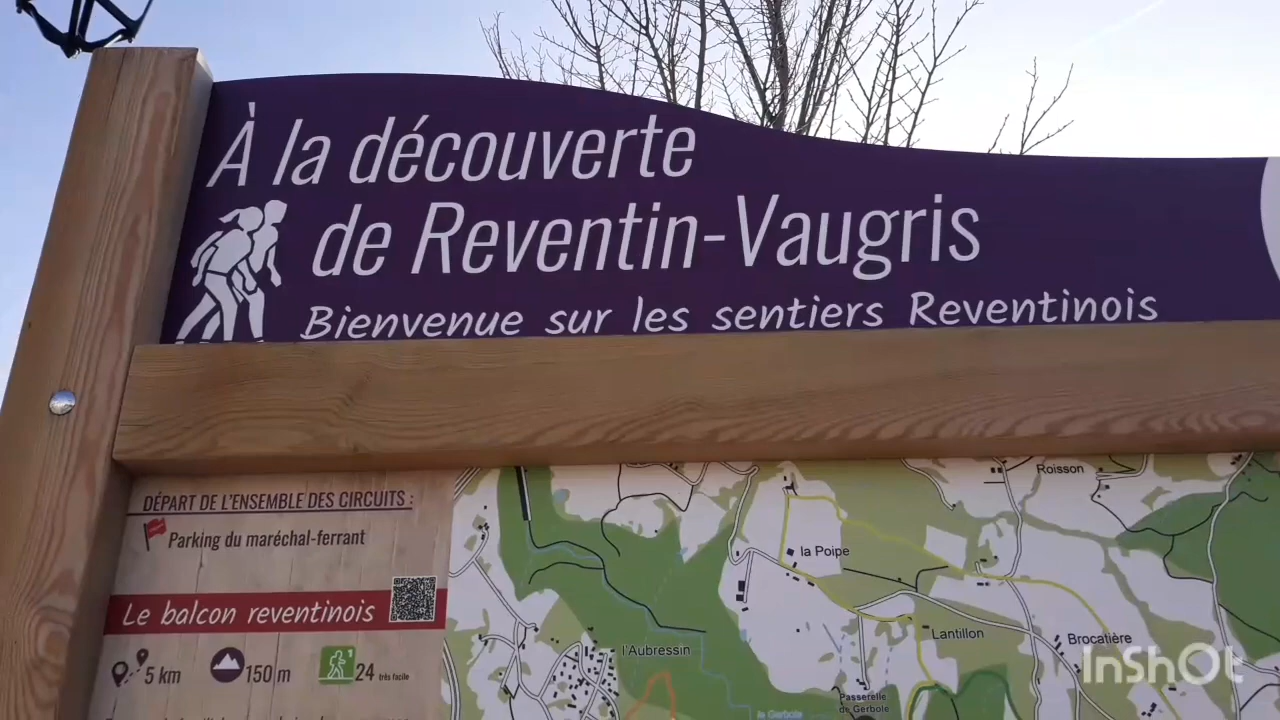 À la découverte
de Reventin-Vaugris
Bienvenue sur les sentiers Reventinois
DÉPART DE L'ENSEMBLE DES CIRCUITS :
Parking du maréchal-ferrant
Le balcon reventinois
5 km
150 m
24 très facile
Roisson
la Poipe
Lantillon
Brocatière
l'Aubressin
Passerelle
de Gerbole
la Gerbole
InShOt